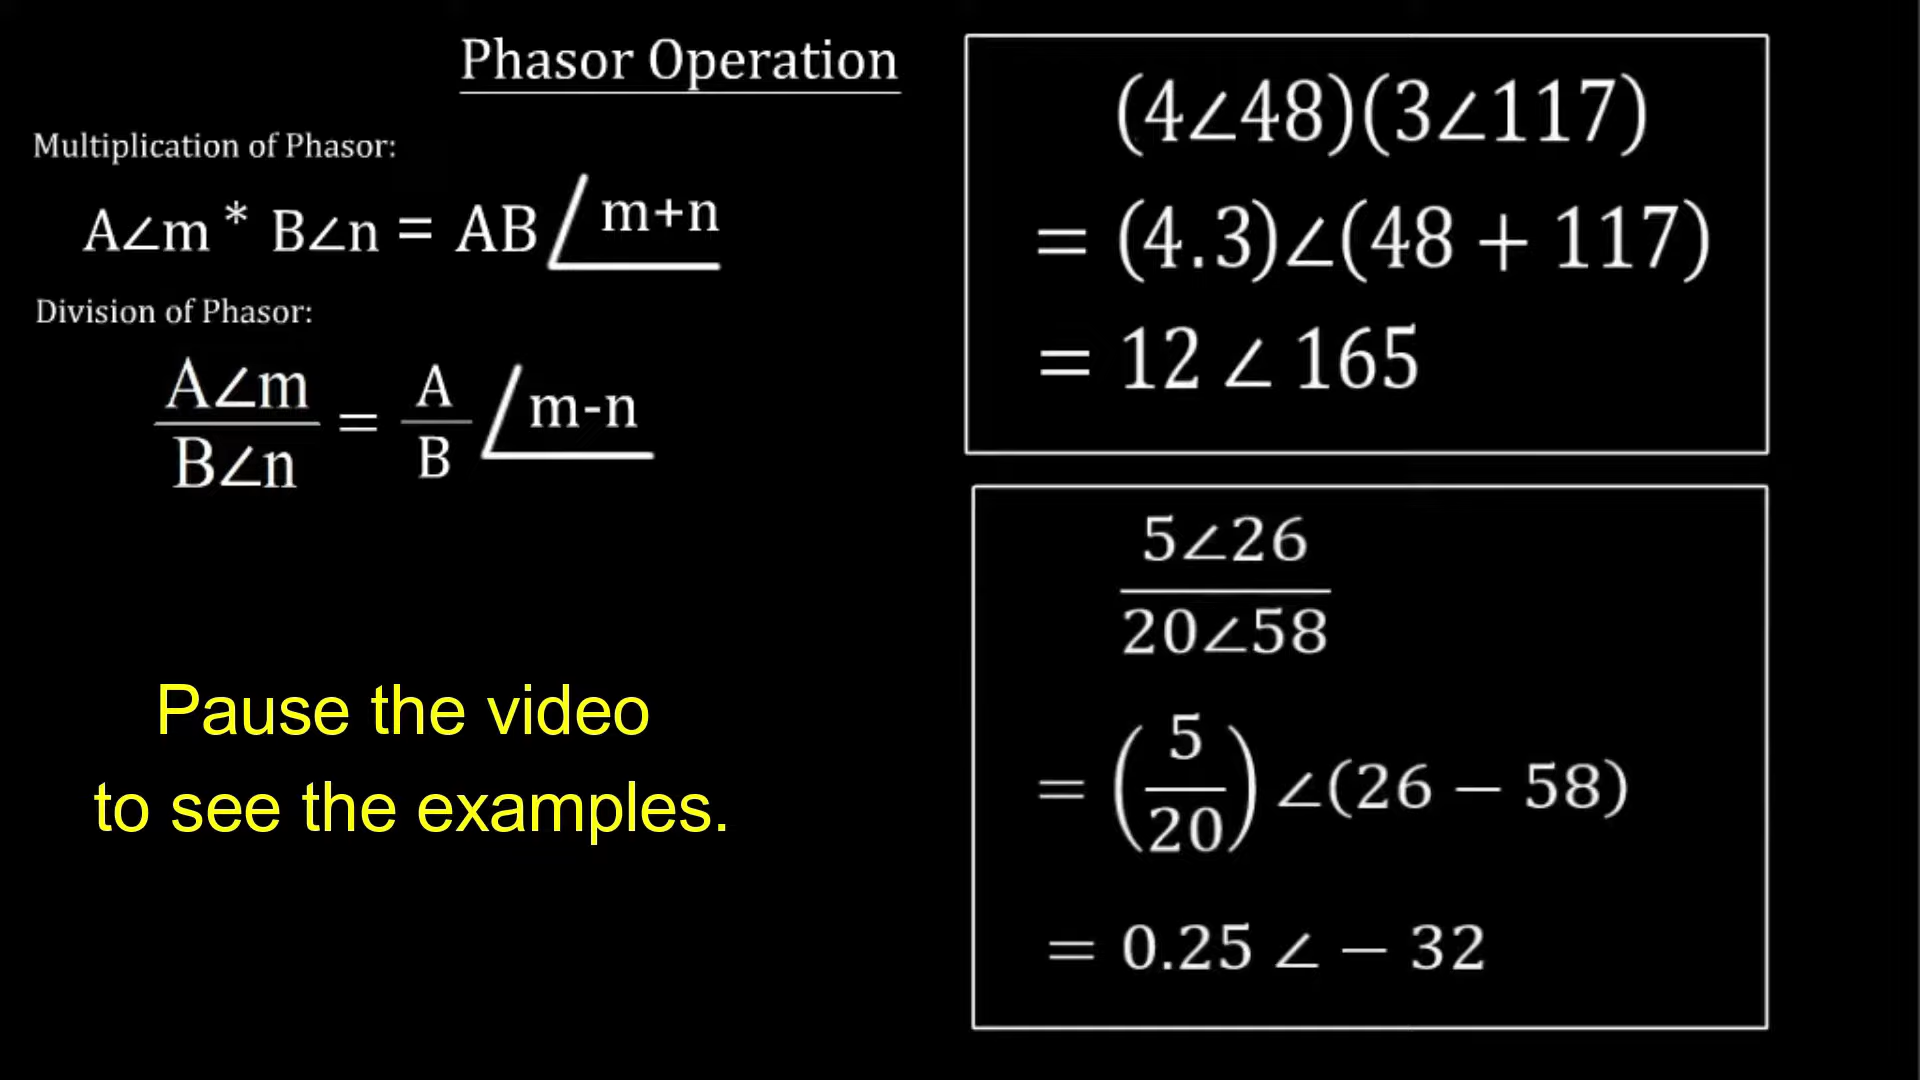 Phasor Operation
Multiplication of Phasor:
A∠m * B∠n = AB∠m+n
Division of Phasor:
A∠m
B∠n
=
A
B
∠m-n
Pause the video
to see the examples.
(4∠48)(3∠117)
= (4.3)∠(48 + 117)
= 12 ∠ 165
5∠26
20∠58
= (5/20) ∠(26 − 58)
= 0.25 ∠ − 32